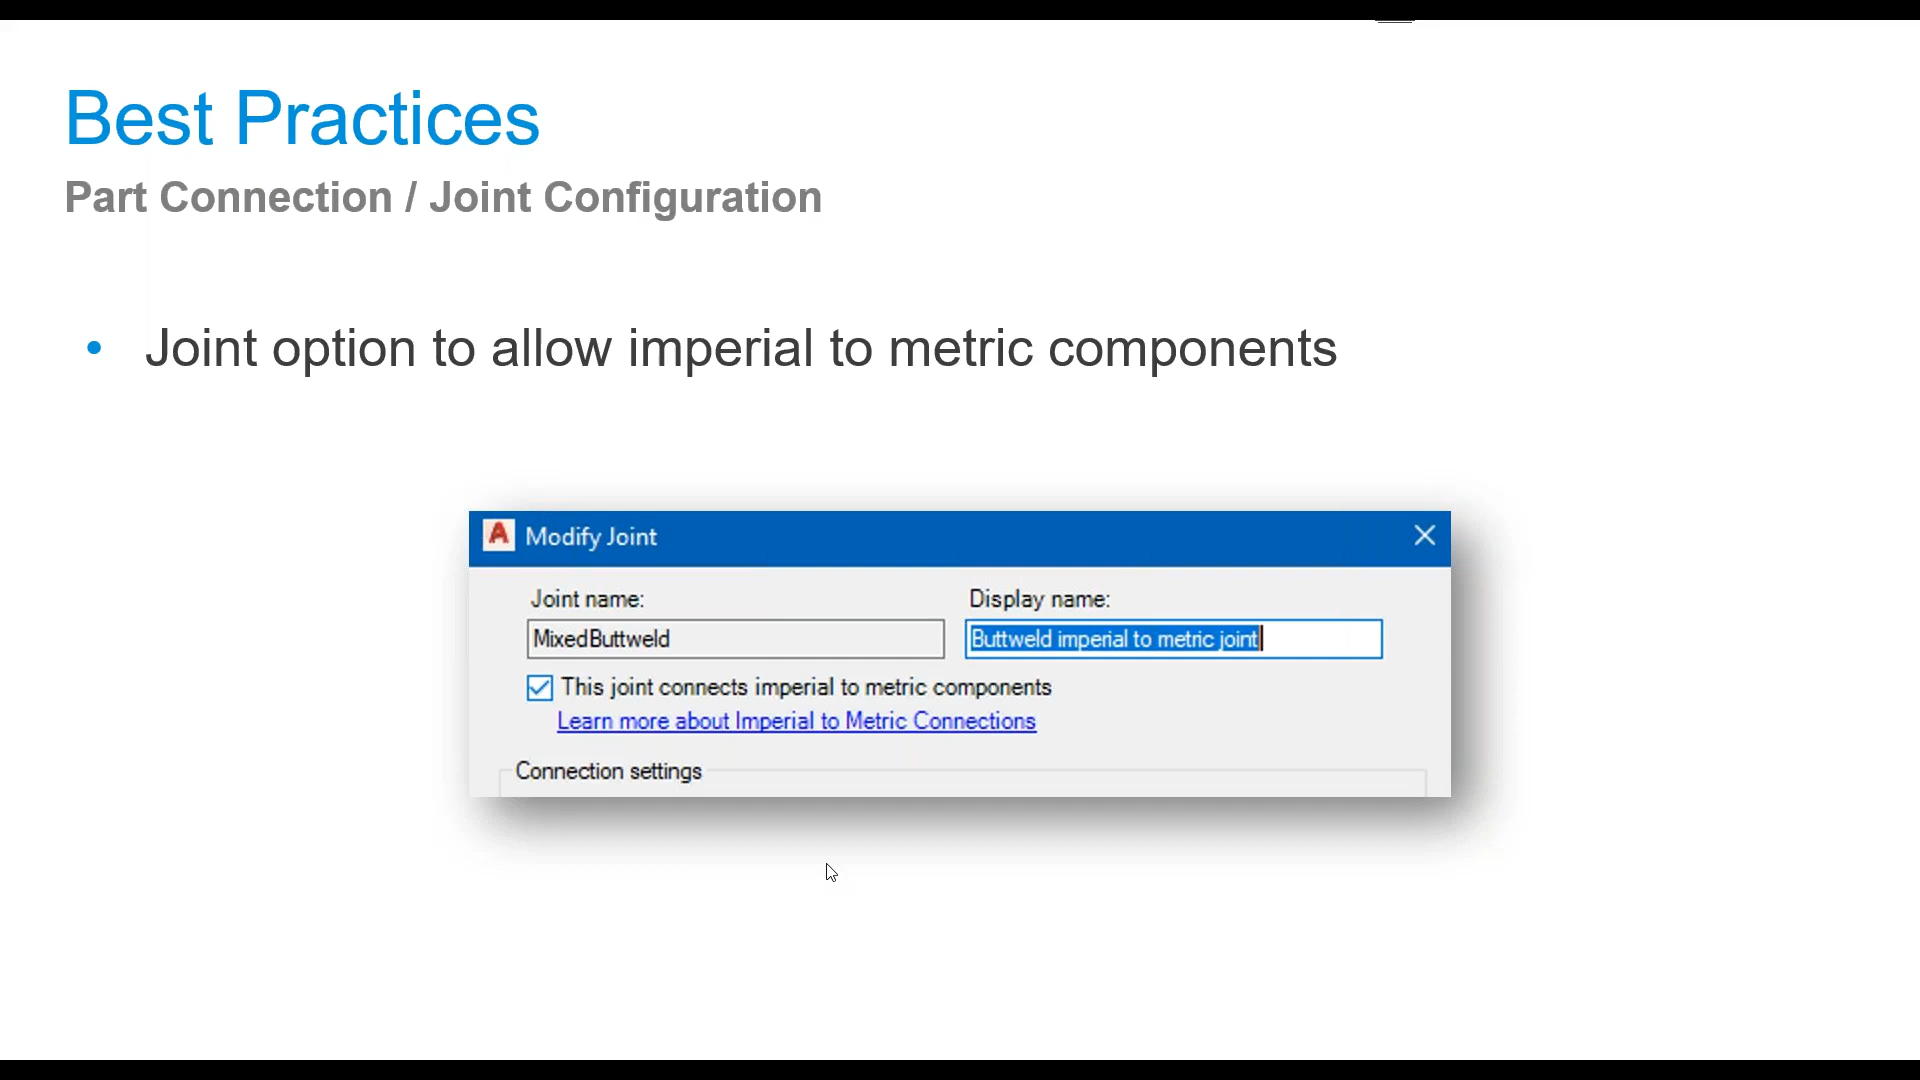 Best Practices
Part Connection / Joint Configuration
• Joint option to allow imperial to metric components
Modify Joint
Joint name: Display name:
MixedButtweld Buttweld imperial to metric joint
This joint connects imperial to metric components
Learn more about Imperial to Metric Connections
Connection settings